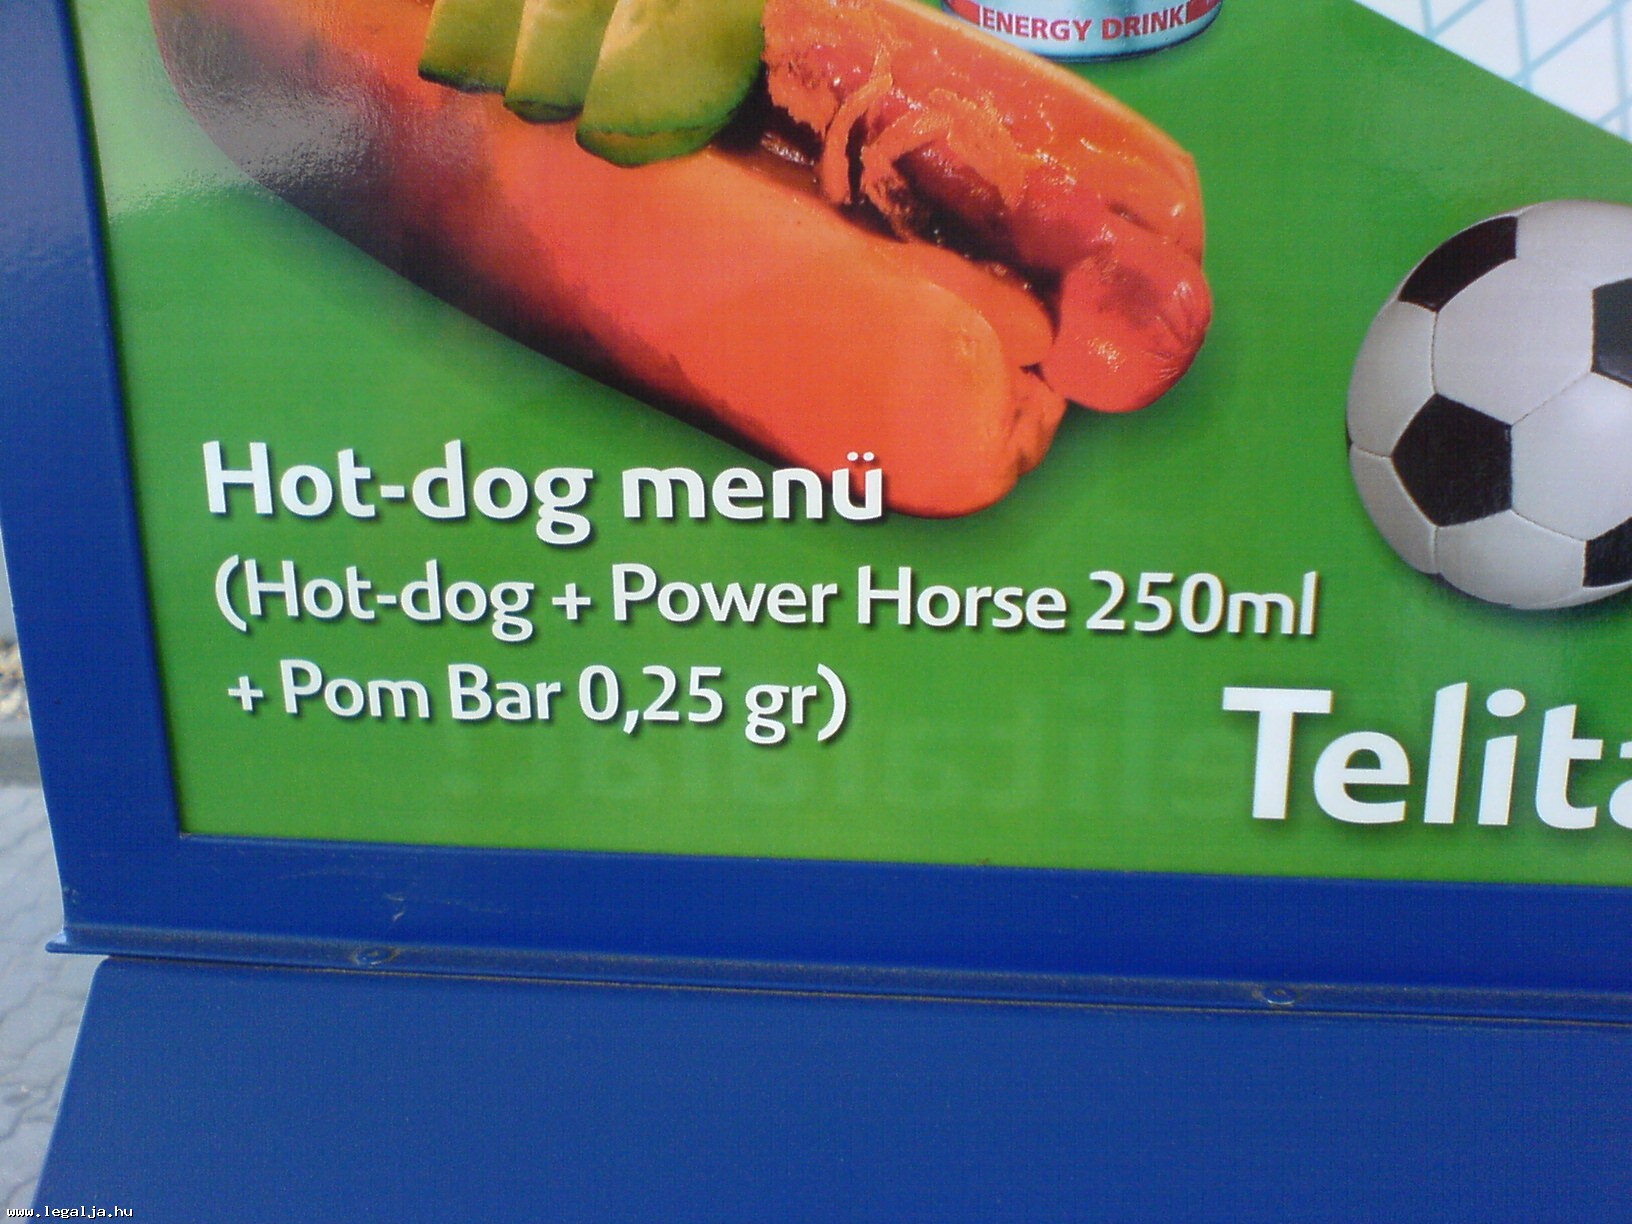 ENERGY DRINK
Hot-dog menü
(Hot-dog + Power Horse 250ml
+ Pom Bar 0,25 gr)
Telita
www.legalja.hu